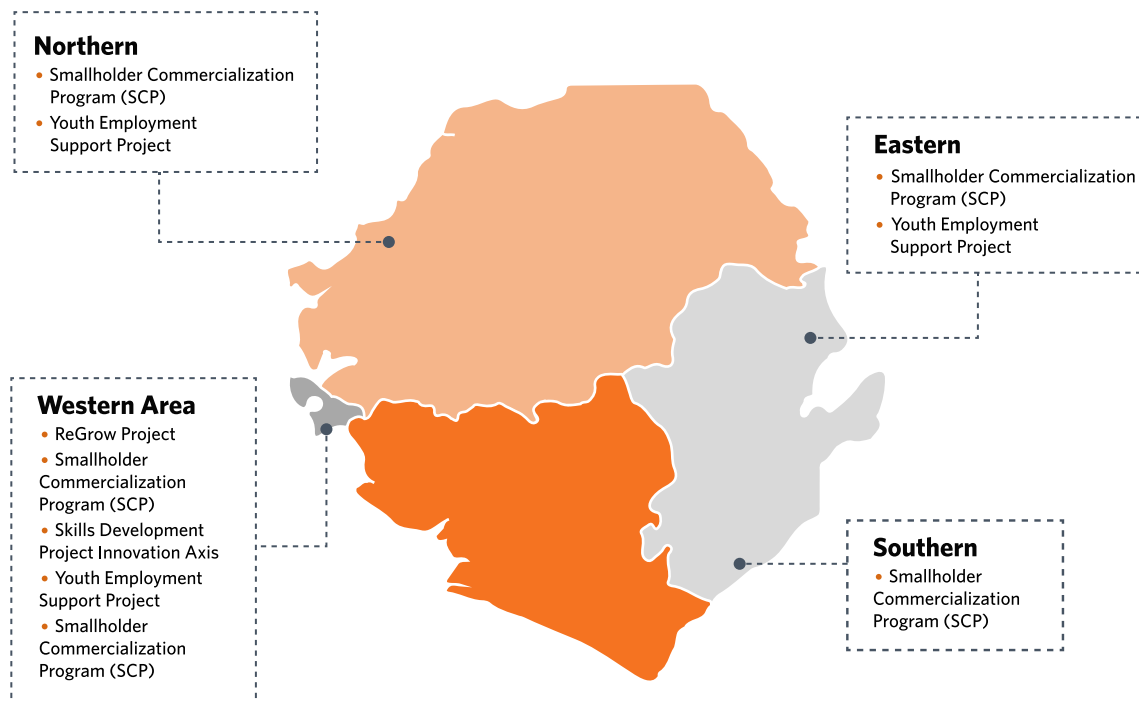 Northern
• Smallholder Commercialization
Program (SCP)
• Youth Employment
Support Project
Eastern
• Smallholder Commercialization
Program (SCP)
• Youth Employment
Support Project
Western Area
• ReGrow Project
• Smallholder
Commercialization
Program (SCP)
• Skills Development
Project Innovation Axis
• Youth Employment
Support Project
• Smallholder
Commercialization
Program (SCP)
Southern
• Smallholder
Commercialization
Program (SCP)